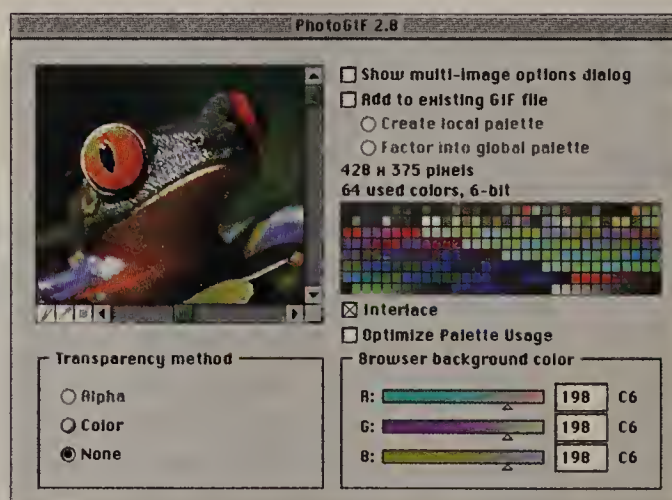 PhotoGIF 2.8
Show multi-image options dialog
Add to existing GIF file
Create local palette
Factor into global palette
428 x 375 pixels
64 used colors, 6-bit
Interlace
Optimize Palette Usage
Transparency method
Alpha
Color
None
Browser background color
R: 198 C6
G: 198 C6
B: 198 C6